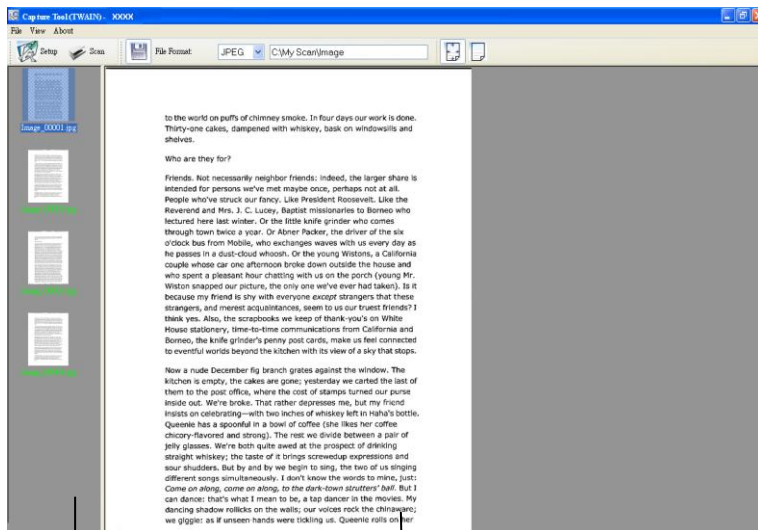 Capture Tool(TWAIN) - XXXX
File View About
Setup Scan File Format: JPEG C:\My Scan\Image
Image_00001.jpg
to the world on puffs of chimney smoke. In four days our work is done.
Thirty-one cakes, dampened with whiskey, bask on windowsills and
shelves.
Who are they for?
Friends. Not necessarily neighbor friends: indeed, the larger share is
intended for persons we've met maybe once, perhaps not at all.
People who've struck our fancy. Like President Roosevelt. Like the
Reverend and Mrs. J. C. Lucey, Baptist missionaries to Borneo who
lectured here last winter. Or the little knife grinder who comes
through town twice a year. Or Abner Packer, the driver of the six
o'clock bus from Mobile, who exchanges waves with us every day as
he passes in a dust-cloud whoosh. Or the young Wistons, a California
couple whose car one afternoon broke down outside the house and
who spent a pleasant hour chatting with us on the porch (young Mr.
Wiston snapped our picture, the only one we've ever had taken). Is it
because my friend is shy with everyone except strangers that these
strangers, and merest acquaintances, seem to us our truest friends? I
think yes. Also, the scrapbooks we keep of thank-you's on White
House stationery, time-to-time communications from California and
Borneo, the knife grinder's penny post cards, make us feel connected
to eventful worlds beyond the kitchen with its view of a sky that stops.
Now a nude December fig branch grates against the window. The
kitchen is empty, the cakes are gone; yesterday we carted the last of
them to the post office, where the cost of stamps turned our purse
inside out. We're broke. That rather depresses me, but my friend
insists on celebrating—with two inches of whiskey left in Haha's bottle.
Queenie has a spoonful in a bowl of coffee (she likes her coffee
chicory-flavored and strong). The rest we divide between a pair of
jelly glasses. We're both quite awed at the prospect of drinking
straight whiskey; the taste of it brings screwedup expressions and
sour shudders. But by and by we begin to sing, the two of us singing
different songs simultaneously. I don't know the words to mine, just:
Come on along, come on along, to the dark-town strutters' ball. But I
can dance: that's what I mean to be, a tap dancer in the movies. My
dancing shadow rollicks on the walls; our voices rock the chinaware;
we giggle: as if unseen hands were tickling us. Queenie rolls on her